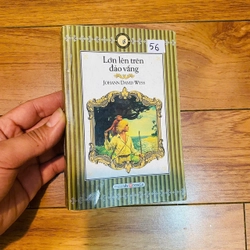 56
Lớn lên trên
đảo vắng
JOHANN DAVID WYSS